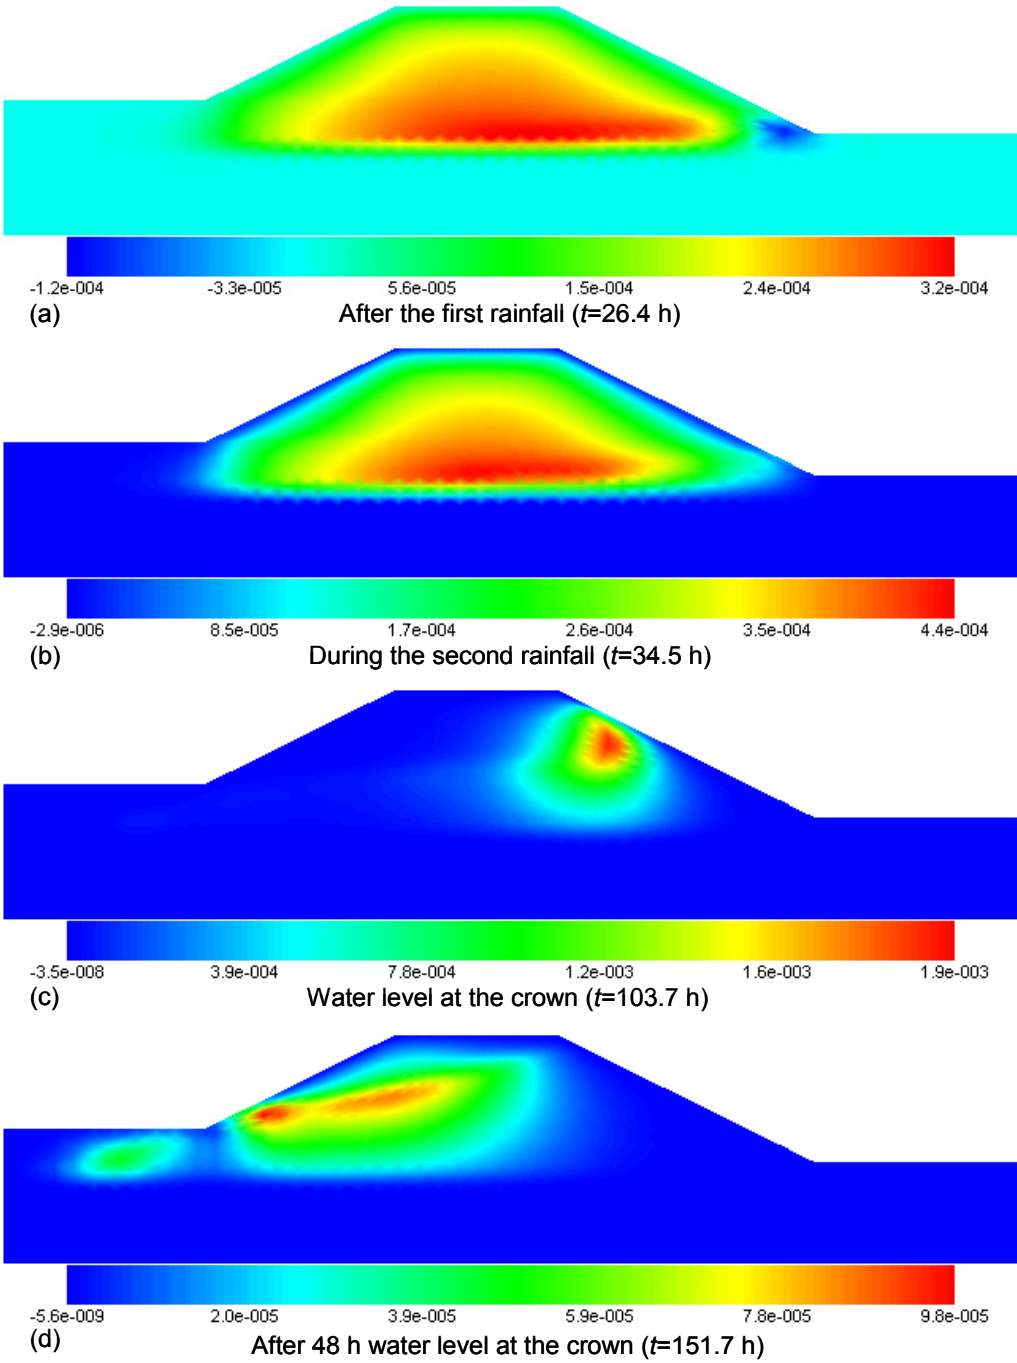 -1.2e-004 -3.3e-005 5.6e-005 1.5e-004 2.4e-004 3.2e-004
(a) After the first rainfall (t=26.4 h)
-2.9e-006 8.5e-005 1.7e-004 2.6e-004 3.5e-004 4.4e-004
(b) During the second rainfall (t=34.5 h)
-3.5e-008 3.9e-004 7.8e-004 1.2e-003 1.6e-003 1.9e-003
(c) Water level at the crown (t=103.7 h)
-5.6e-009 2.0e-005 3.9e-005 5.9e-005 7.8e-005 9.8e-005
(d) After 48 h water level at the crown (t=151.7 h)